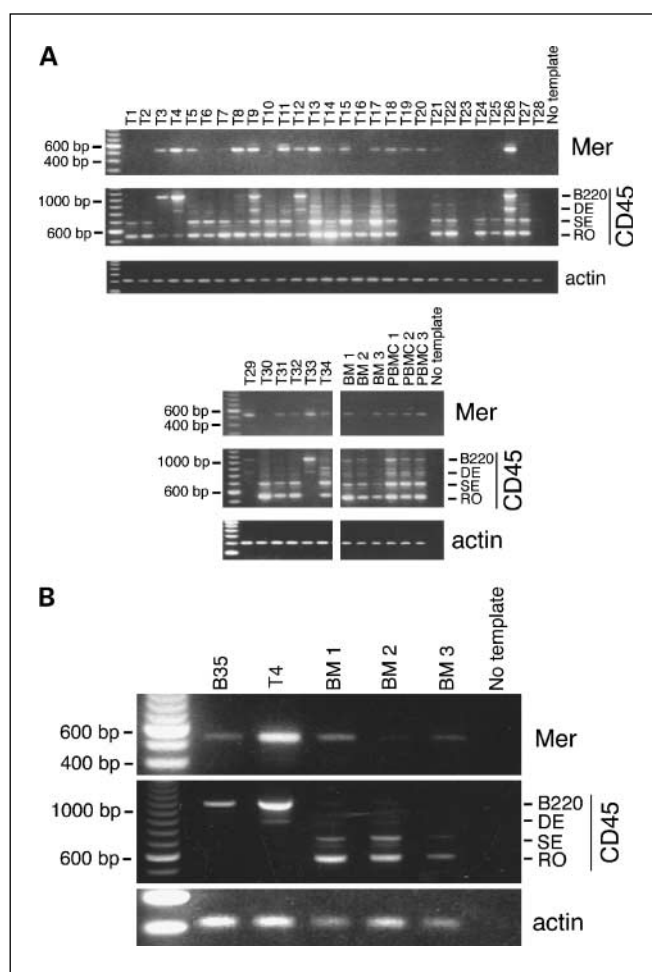 A
T1 T2 T3 T4 T5 T6 T7 T8 T9 T10 T11 T12 T13 T14 T15 T16 T17 T18 T19 T20 T21 T22 T23 T24 T25 T26 T27 T28 No template
600 bp
400 bp
Mer
1000 bp
600 bp
B220
DE
SE
RO
CD45
actin
T29 T30 T31 T32 T33 T34 BM 1 BM 2 BM 3 PBMC 1 PBMC 2 PBMC 3 No template
600 bp
400 bp
Mer
1000 bp
600 bp
B220
DE
SE
RO
CD45
actin
B
B35 T4 BM 1 BM 2 BM 3 No template
600 bp
400 bp
Mer
1000 bp
600 bp
B220
DE
SE
RO
CD45
actin